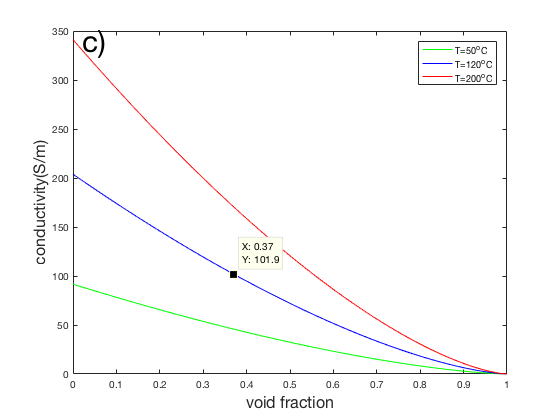 c)
T=50°C
T=120°C
T=200°C
350
300
250
200
150
100
50
0
conductivity(S/m)
X: 0.37
Y: 101.9
0 0.1 0.2 0.3 0.4 0.5 0.6 0.7 0.8 0.9 1
void fraction